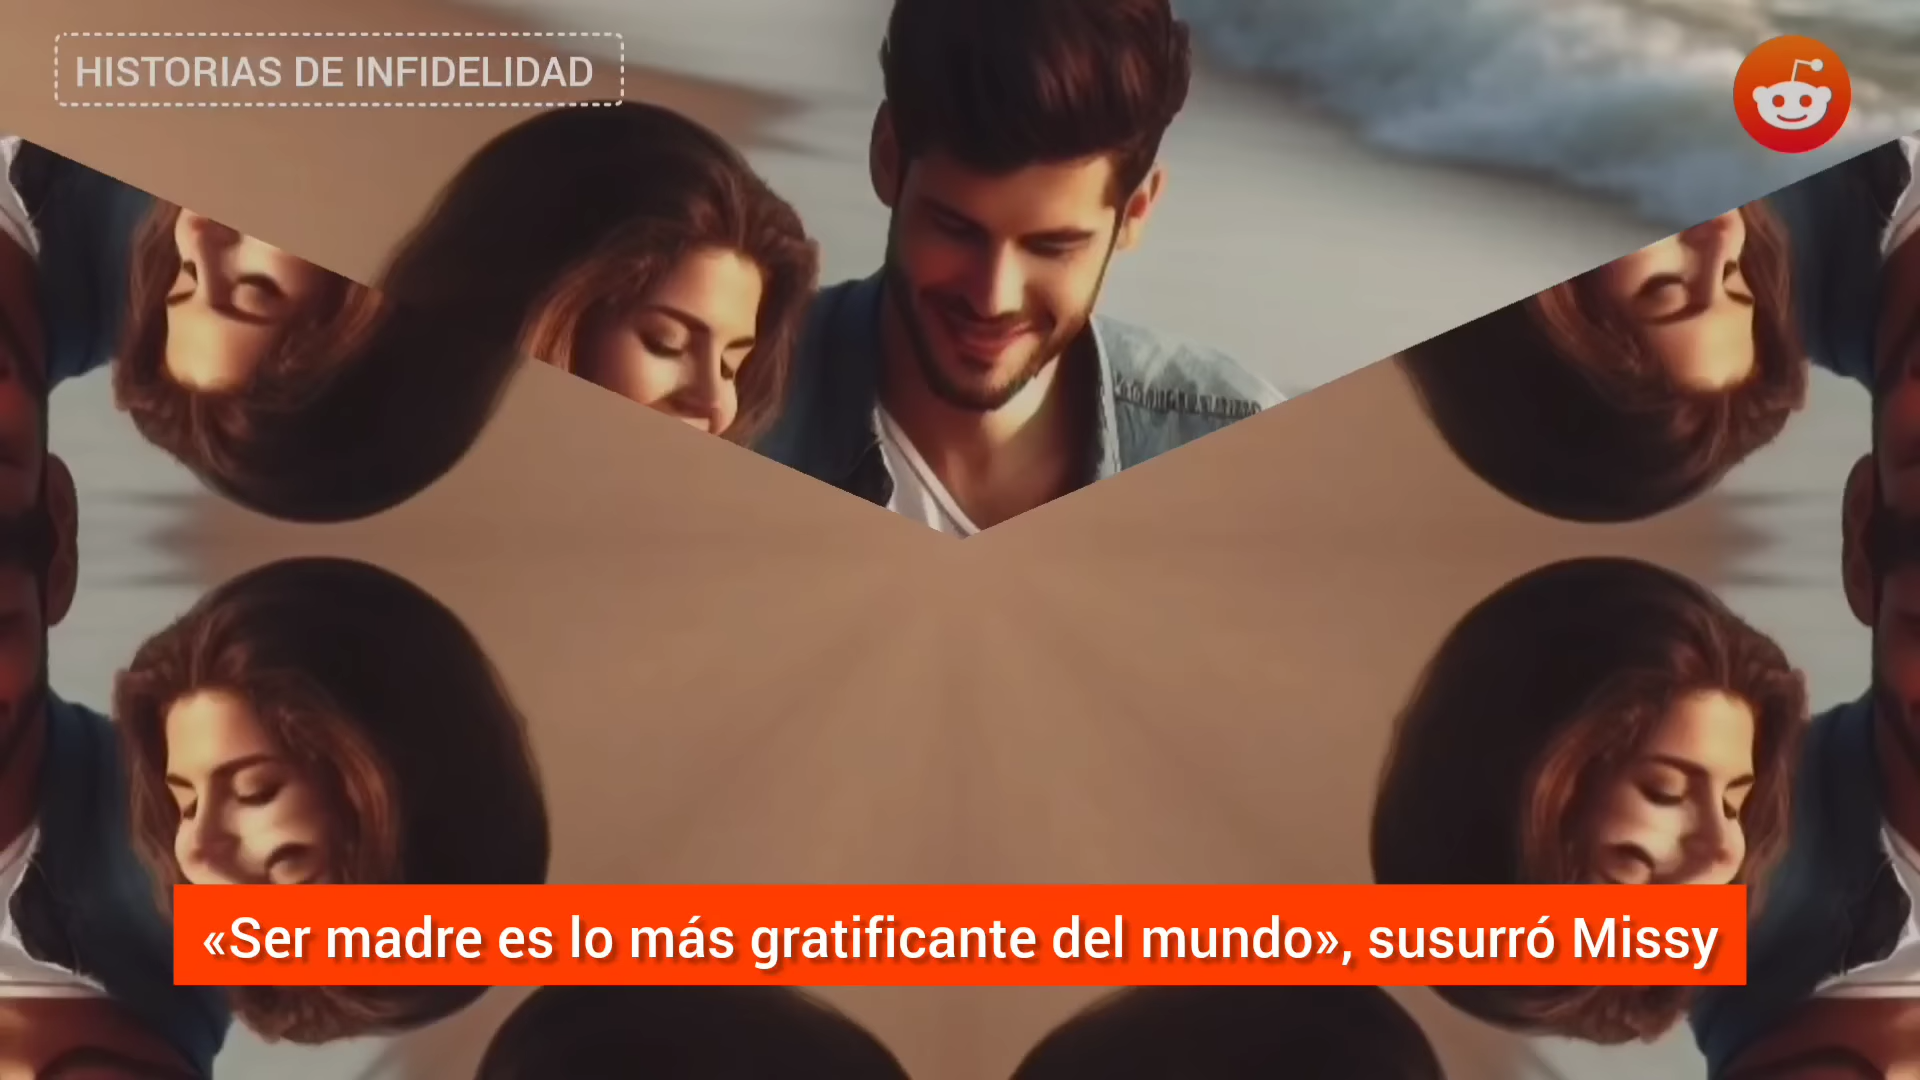 HISTORIAS DE INFIDELIDAD
«Ser madre es lo más gratificante del mundo», susurró Missy